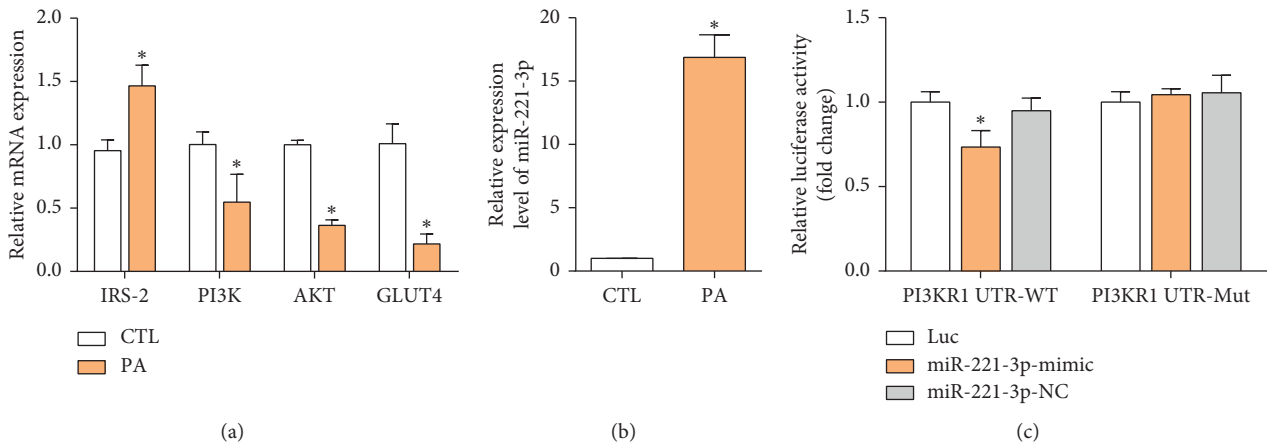 Relative mRNA expression
2.0
1.5
1.0
0.5
0.0
*
*
*
*
IRS-2
PI3K
AKT
GLUT4
CTL
PA
(a)
Relative expression
level of miR-221-3p
20
15
10
5
0
*
CTL
PA
(b)
Relative luciferase activity
(fold change)
1.5
1.0
0.5
0.0
*
PI3KR1 UTR-WT
PI3KR1 UTR-Mut
Luc
miR-221-3p-mimic
miR-221-3p-NC
(c)